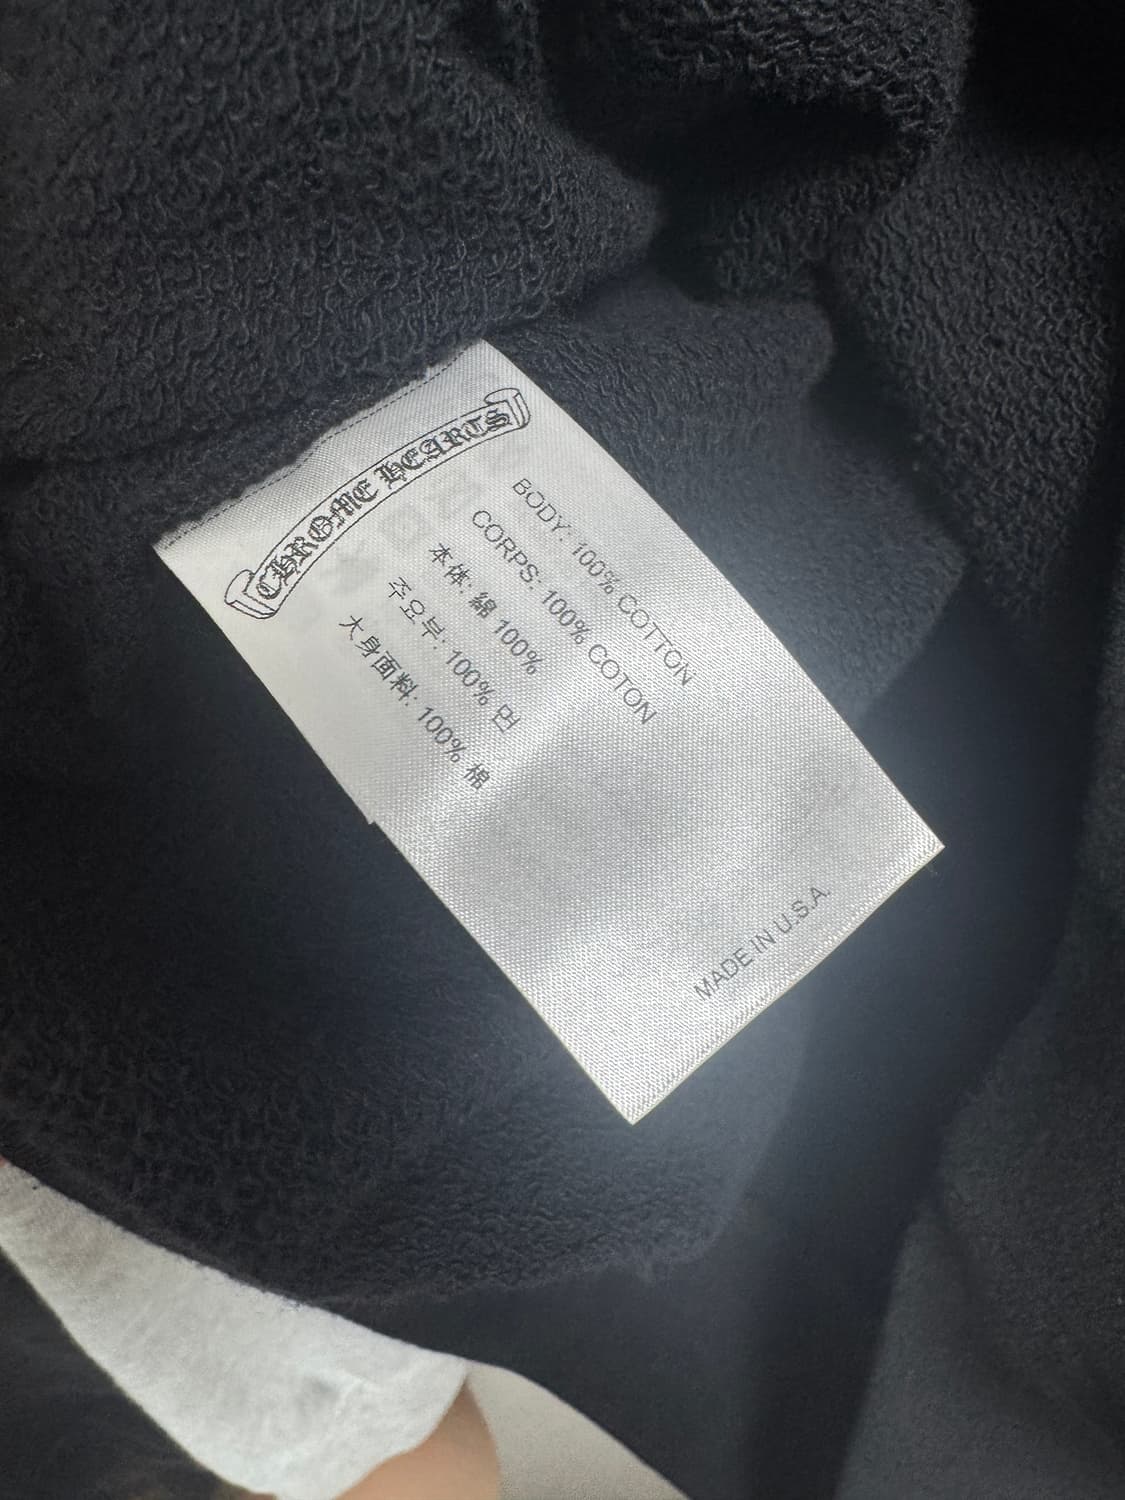 CHROME HEARTS
BODY: 100% COTTON
CORPS: 100% COTON
本体: 綿 100%
주요부: 100% 면
大身面料: 100% 棉
MADE IN U.S.A.